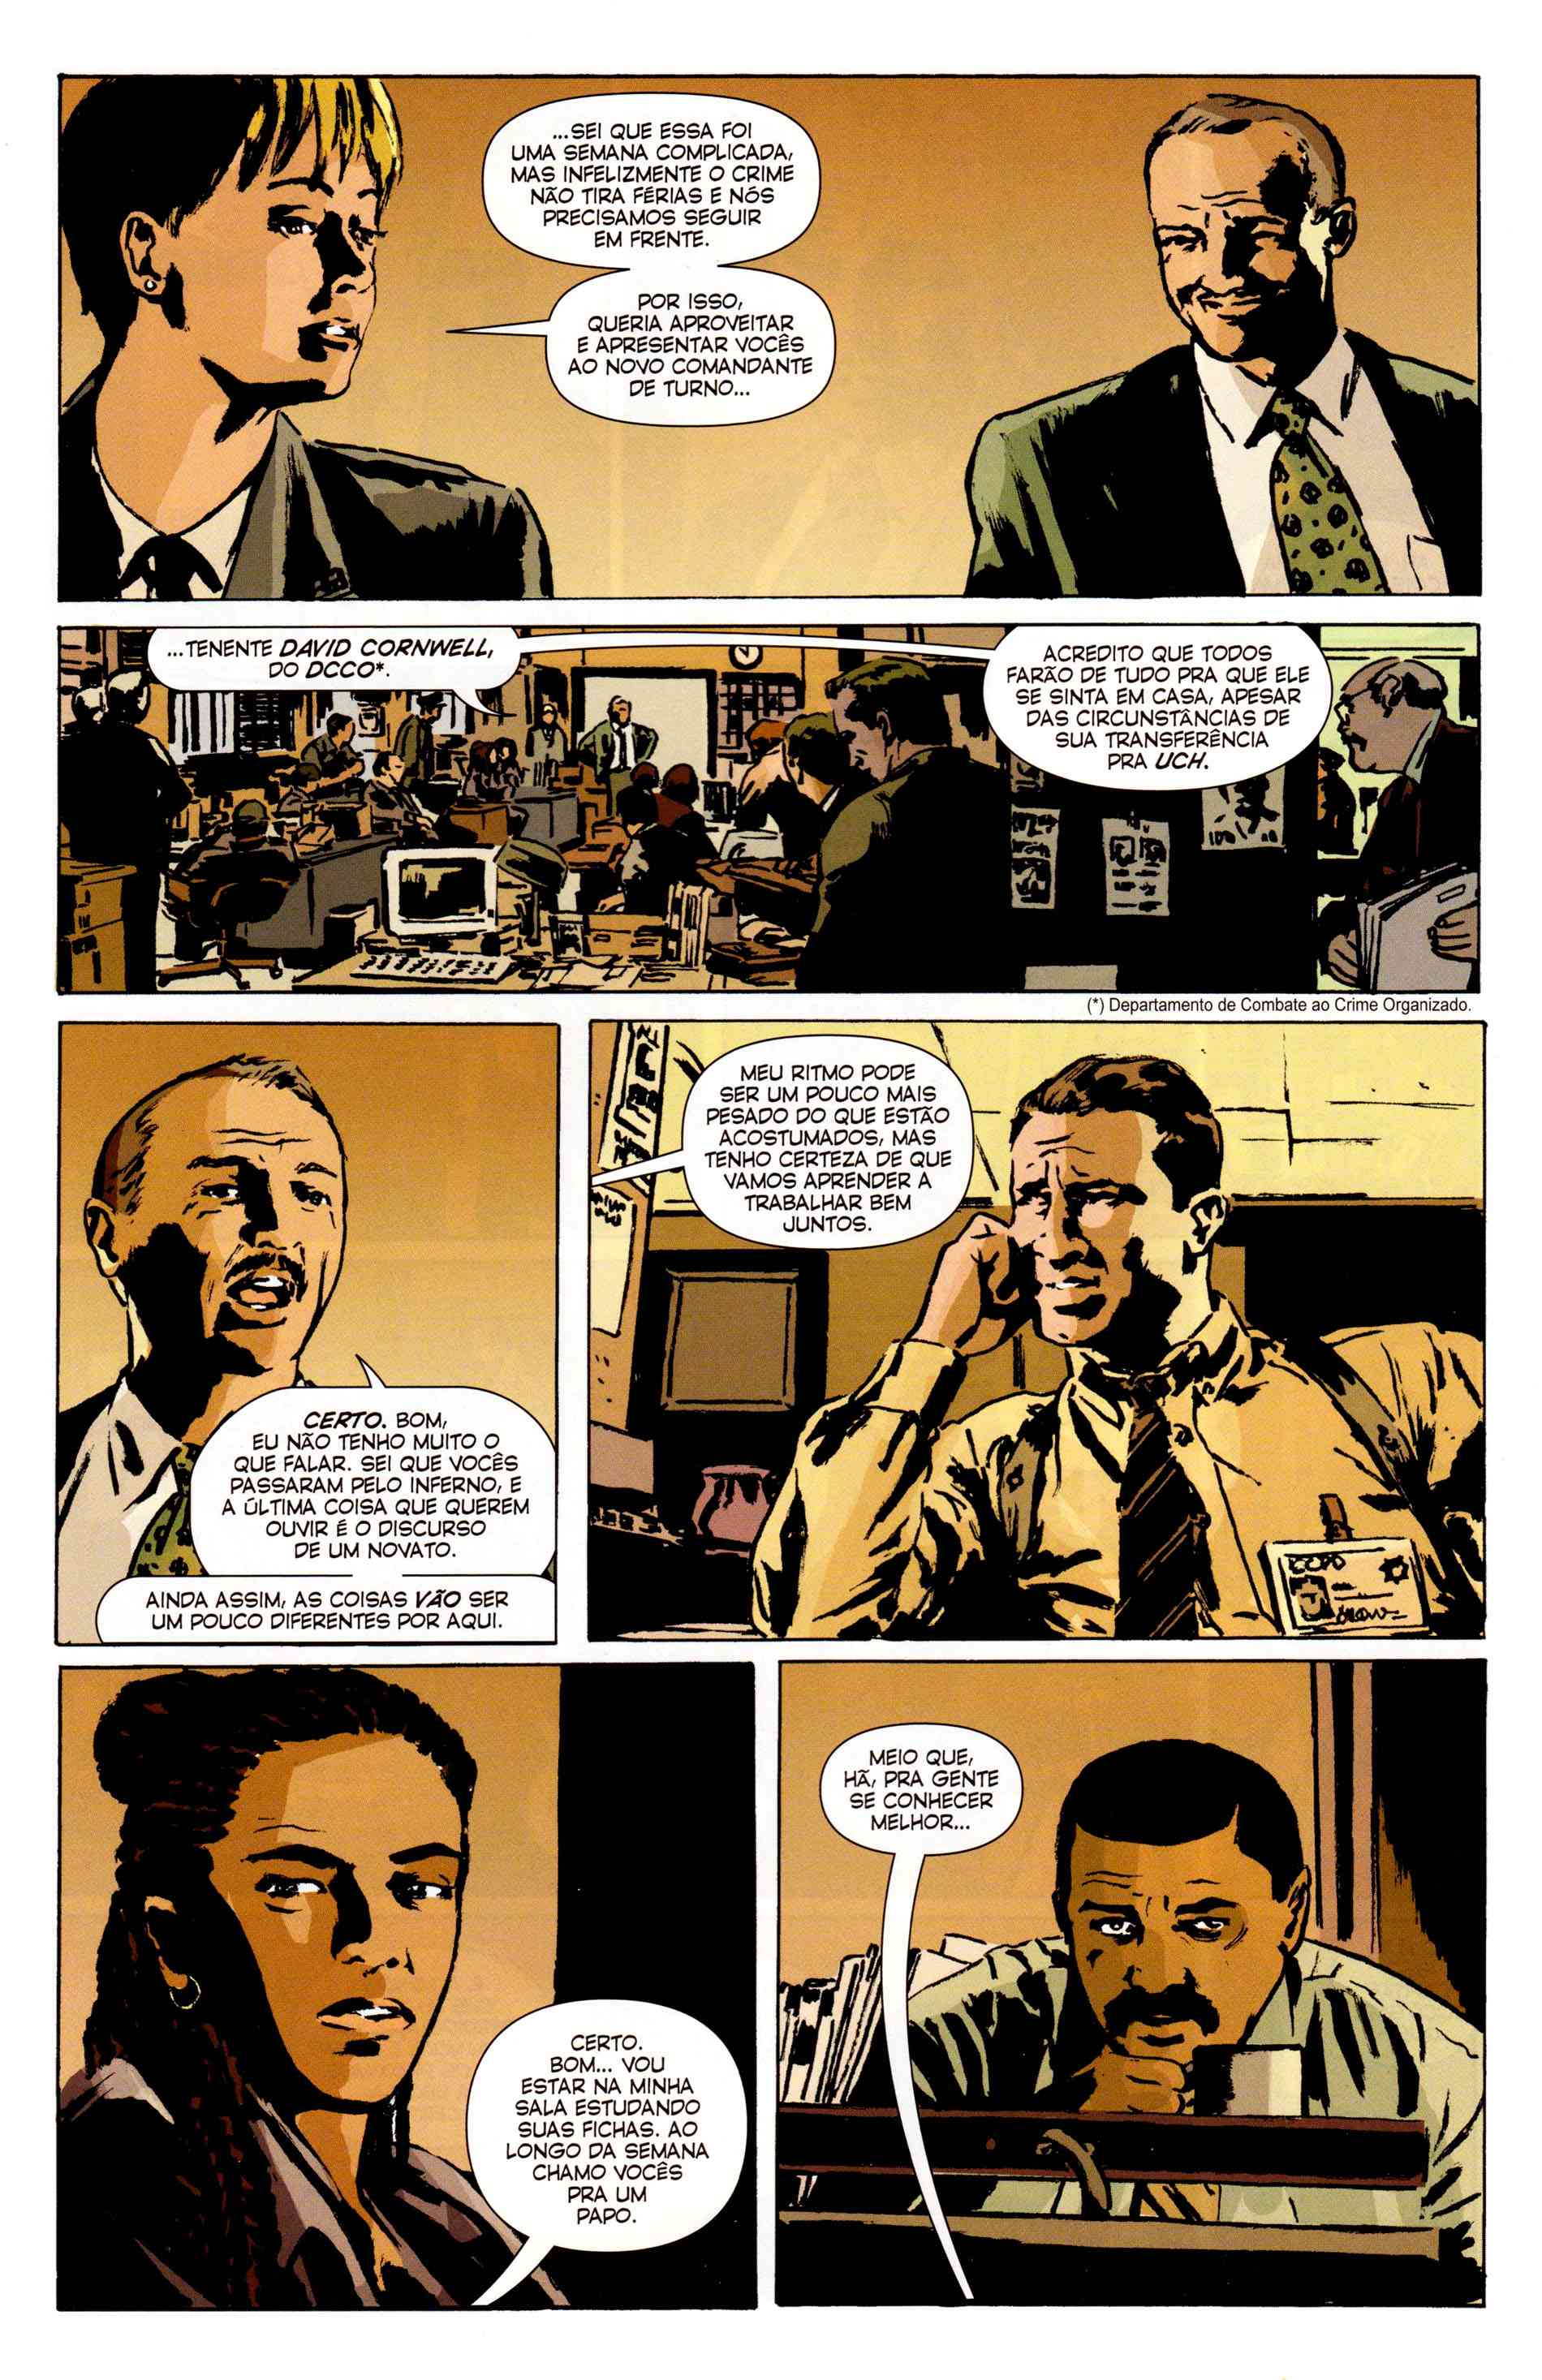 ...SEI QUE ESSA FOI
UMA SEMANA COMPLICADA,
MAS INFELIZMENTE O CRIME
NÃO TIRA FÉRIAS E NÓS
PRECISAMOS SEGUIR
EM FRENTE.
POR ISSO,
QUERIA APROVEITAR
E APRESENTAR VOCÊS
AO NOVO COMANDANTE
DE TURNO...
...TENENTE DAVID CORNWELL,
DO DCCO*.
ACREDITO QUE TODOS
FARÃO DE TUDO PRA QUE ELE
SE SINTA EM CASA, APESAR
DAS CIRCUNSTÂNCIAS DE
SUA TRANSFERÊNCIA
PRA UCH.
(*) Departamento de Combate ao Crime Organizado.
CERTO. BOM,
EU NÃO TENHO MUITO O
QUE FALAR. SEI QUE VOCÊS
PASSARAM PELO INFERNO, E
A ÚLTIMA COISA QUE QUEREM
OUVIR É O DISCURSO
DE UM NOVATO.
AINDA ASSIM, AS COISAS VÃO SER
UM POUCO DIFERENTES POR AQUI.
MEU RITMO PODE
SER UM POUCO MAIS
PESADO DO QUE ESTÃO
ACOSTUMADOS, MAS
TENHO CERTEZA DE QUE
VAMOS APRENDER A
TRABALHAR BEM
JUNTOS.
CERTO.
BOM... VOU
ESTAR NA MINHA
SALA ESTUDANDO
SUAS FICHAS. AO
LONGO DA SEMANA
CHAMO VOCÊS
PRA UM
PAPO.
MEIO QUE,
HÃ, PRA GENTE
SE CONHECER
MELHOR...